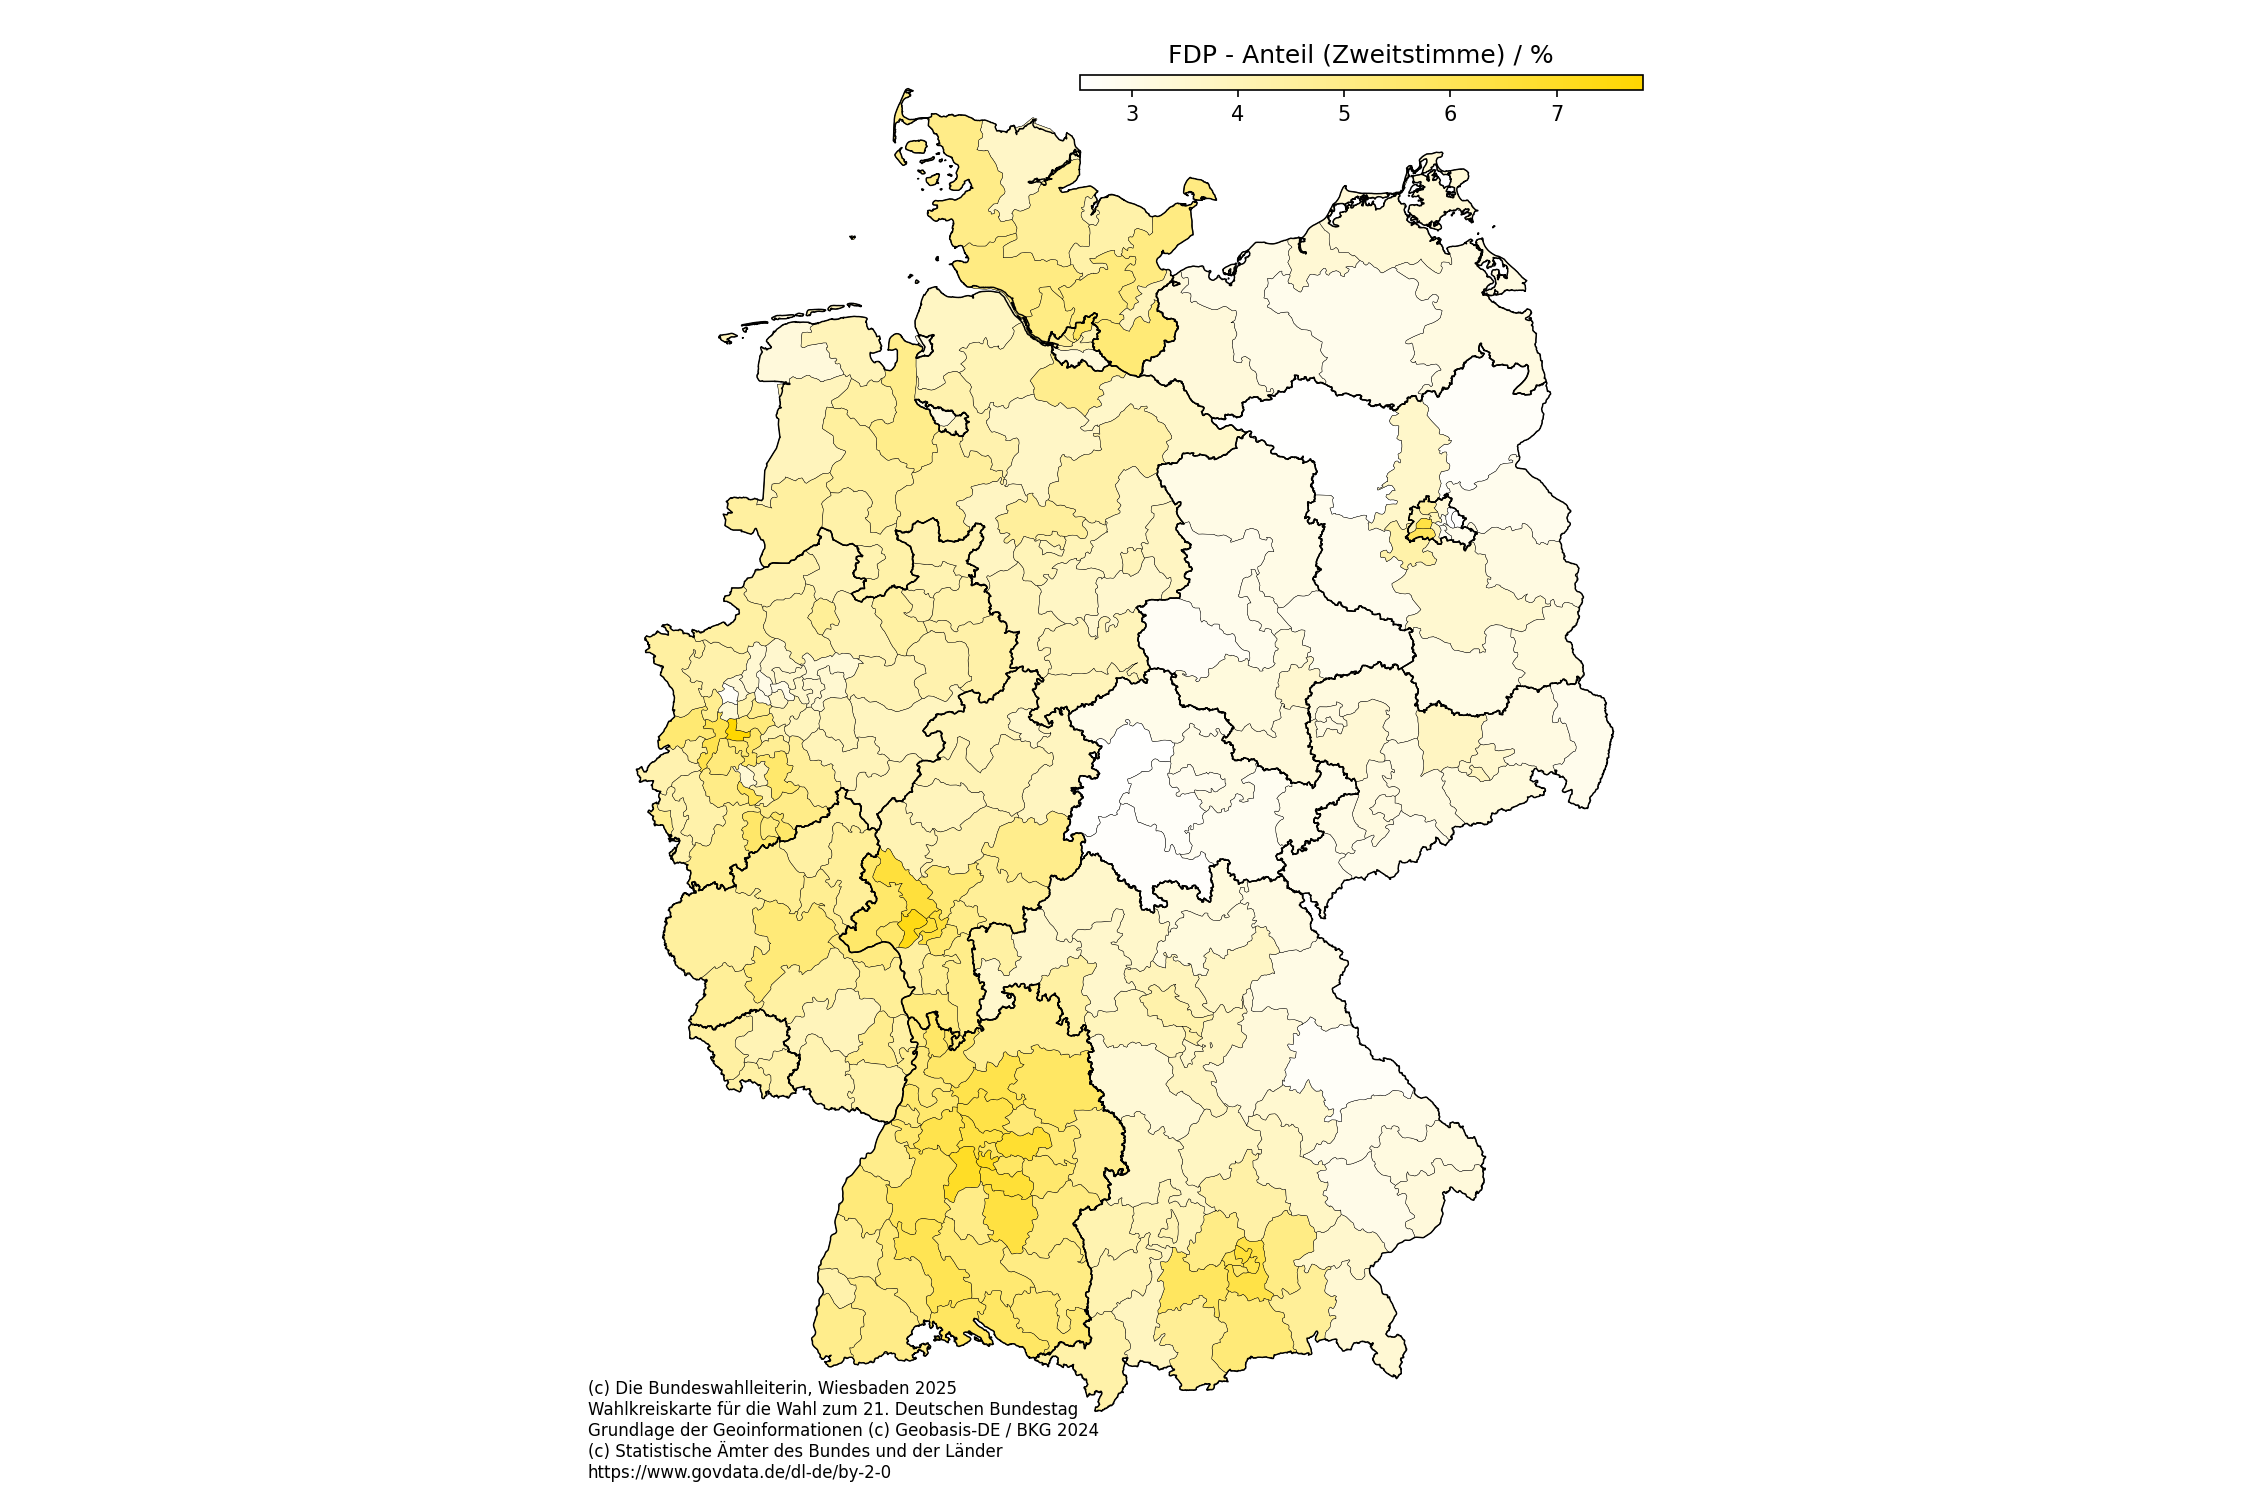 FDP - Anteil (Zweitstimme) / %
3 4 5 6 7
(c) Die Bundeswahlleiterin, Wiesbaden 2025
Wahlkreiskarte für die Wahl zum 21. Deutschen Bundestag
Grundlage der Geoinformationen (c) Geobasis-DE / BKG 2024
(c) Statistische Ämter des Bundes und der Länder
https://www.govdata.de/dl-de/by-2-0